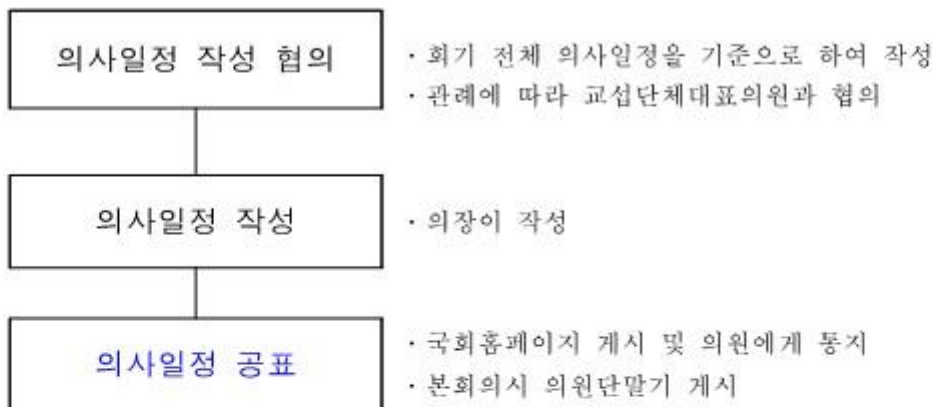 의사일정 작성 협의
· 회기 전체 의사일정을 기준으로 하여 작성
· 관례에 따라 교섭단체대표의원과 협의
의사일정 작성
· 의장이 작성
의사일정 공표
· 국회홈페이지 게시 및 의원에게 통지
· 본회의시 의원단말기 게시